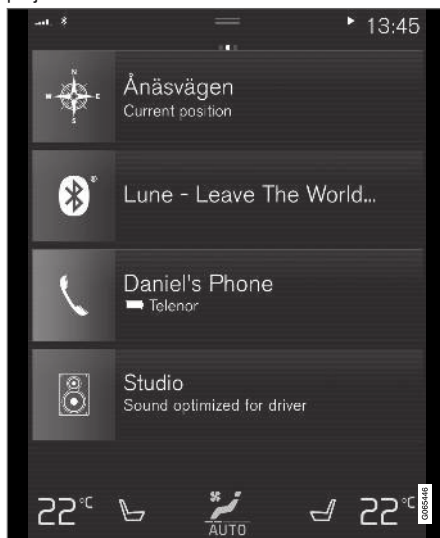 13:45
N
W E
S
Ånäsvägen
Current position
Lune - Leave The World...
Daniel's Phone
Telenor
Studio
Sound optimized for driver
22°C
AUTO
22°C
G065446